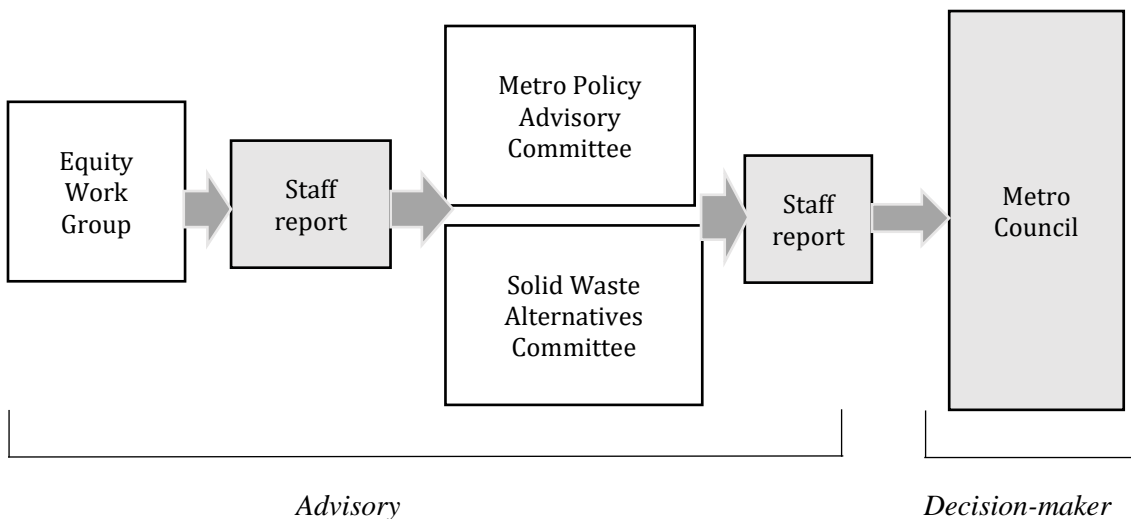 Equity
Work
Group
Staff
report
Metro Policy
Advisory
Committee
Solid Waste
Alternatives
Committee
Staff
report
Metro
Council
Advisory
Decision-maker